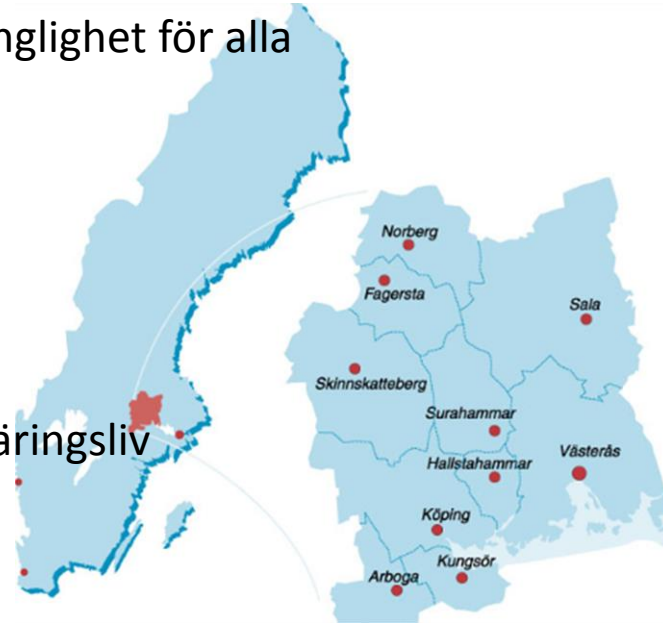 nglighet för alla
Norberg
Fagersta
Sala
Skinnskatteberg
Surahammar
äringsliv
Hallstahammar
Västerås
Köping
Kungsör
Arboga